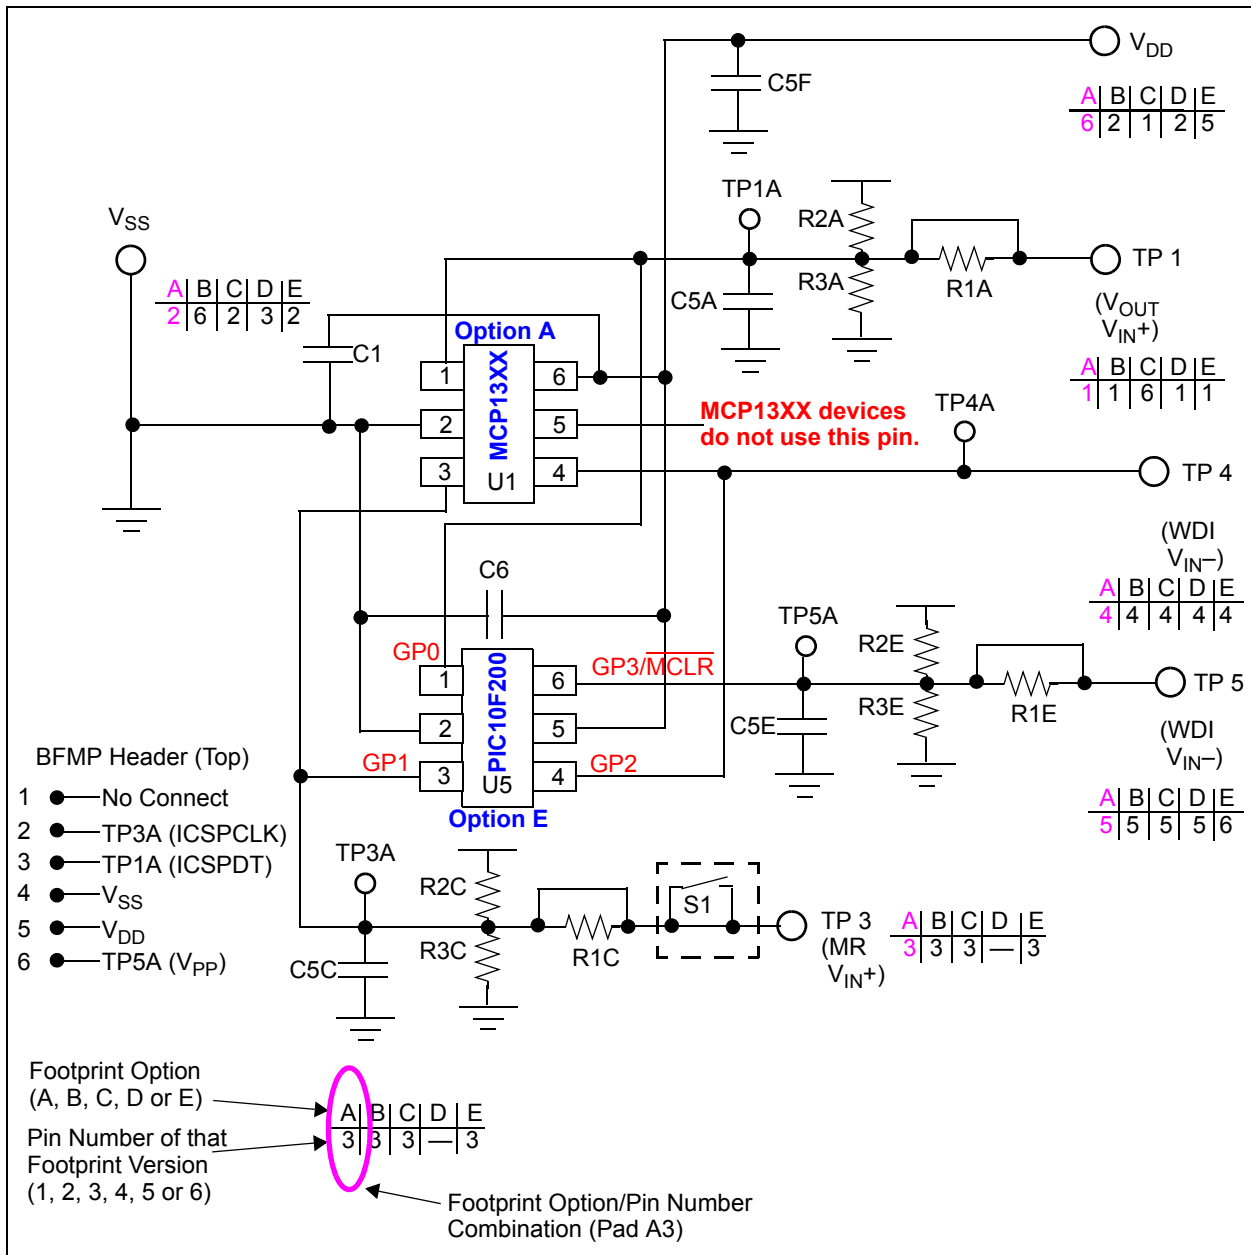 VDD
C5F
A B C D E
6 2 1 2 5
TP1A
R2A
VSS
TP 1
R3A
R1A
C5A
A B C D E
2 6 2 3 2
(VOUT
VIN+)
Option A
C1
1
6
MCP13XX
A B C D E
1 1 6 1 1
TP4A
MCP13XX devices
do not use this pin.
2
5
3
4
U1
TP 4
(WDI
VIN–)
C6
A B C D E
4 4 4 4 4
TP5A
R2E
GP0
GP3/MCLR
1
6
PIC10F200
TP 5
R3E
R1E
C5E
2
5
(WDI
VIN–)
GP1
GP2
3
4
U5
Option E
A B C D E
5 5 5 5 6
BFMP Header (Top)
1 No Connect
2 TP3A (ICSPCLK)
3 TP1A (ICSPDT)
4 VSS
5 VDD
6 TP5A (VPP)
TP3A
R2C
S1
R3C
R1C
C5C
TP 3
(MR
VIN+)
A B C D E
3 3 3 — 3
Footprint Option
(A, B, C, D or E)
Pin Number of that
Footprint Version
(1, 2, 3, 4, 5 or 6)
A B C D E
3 3 3 — 3
Footprint Option/Pin Number
Combination (Pad A3)